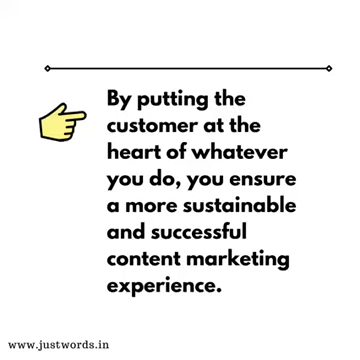 By putting the
customer at the
heart of whatever
you do, you ensure
a more sustainable
and successful
content marketing
experience.
www.justwords.in